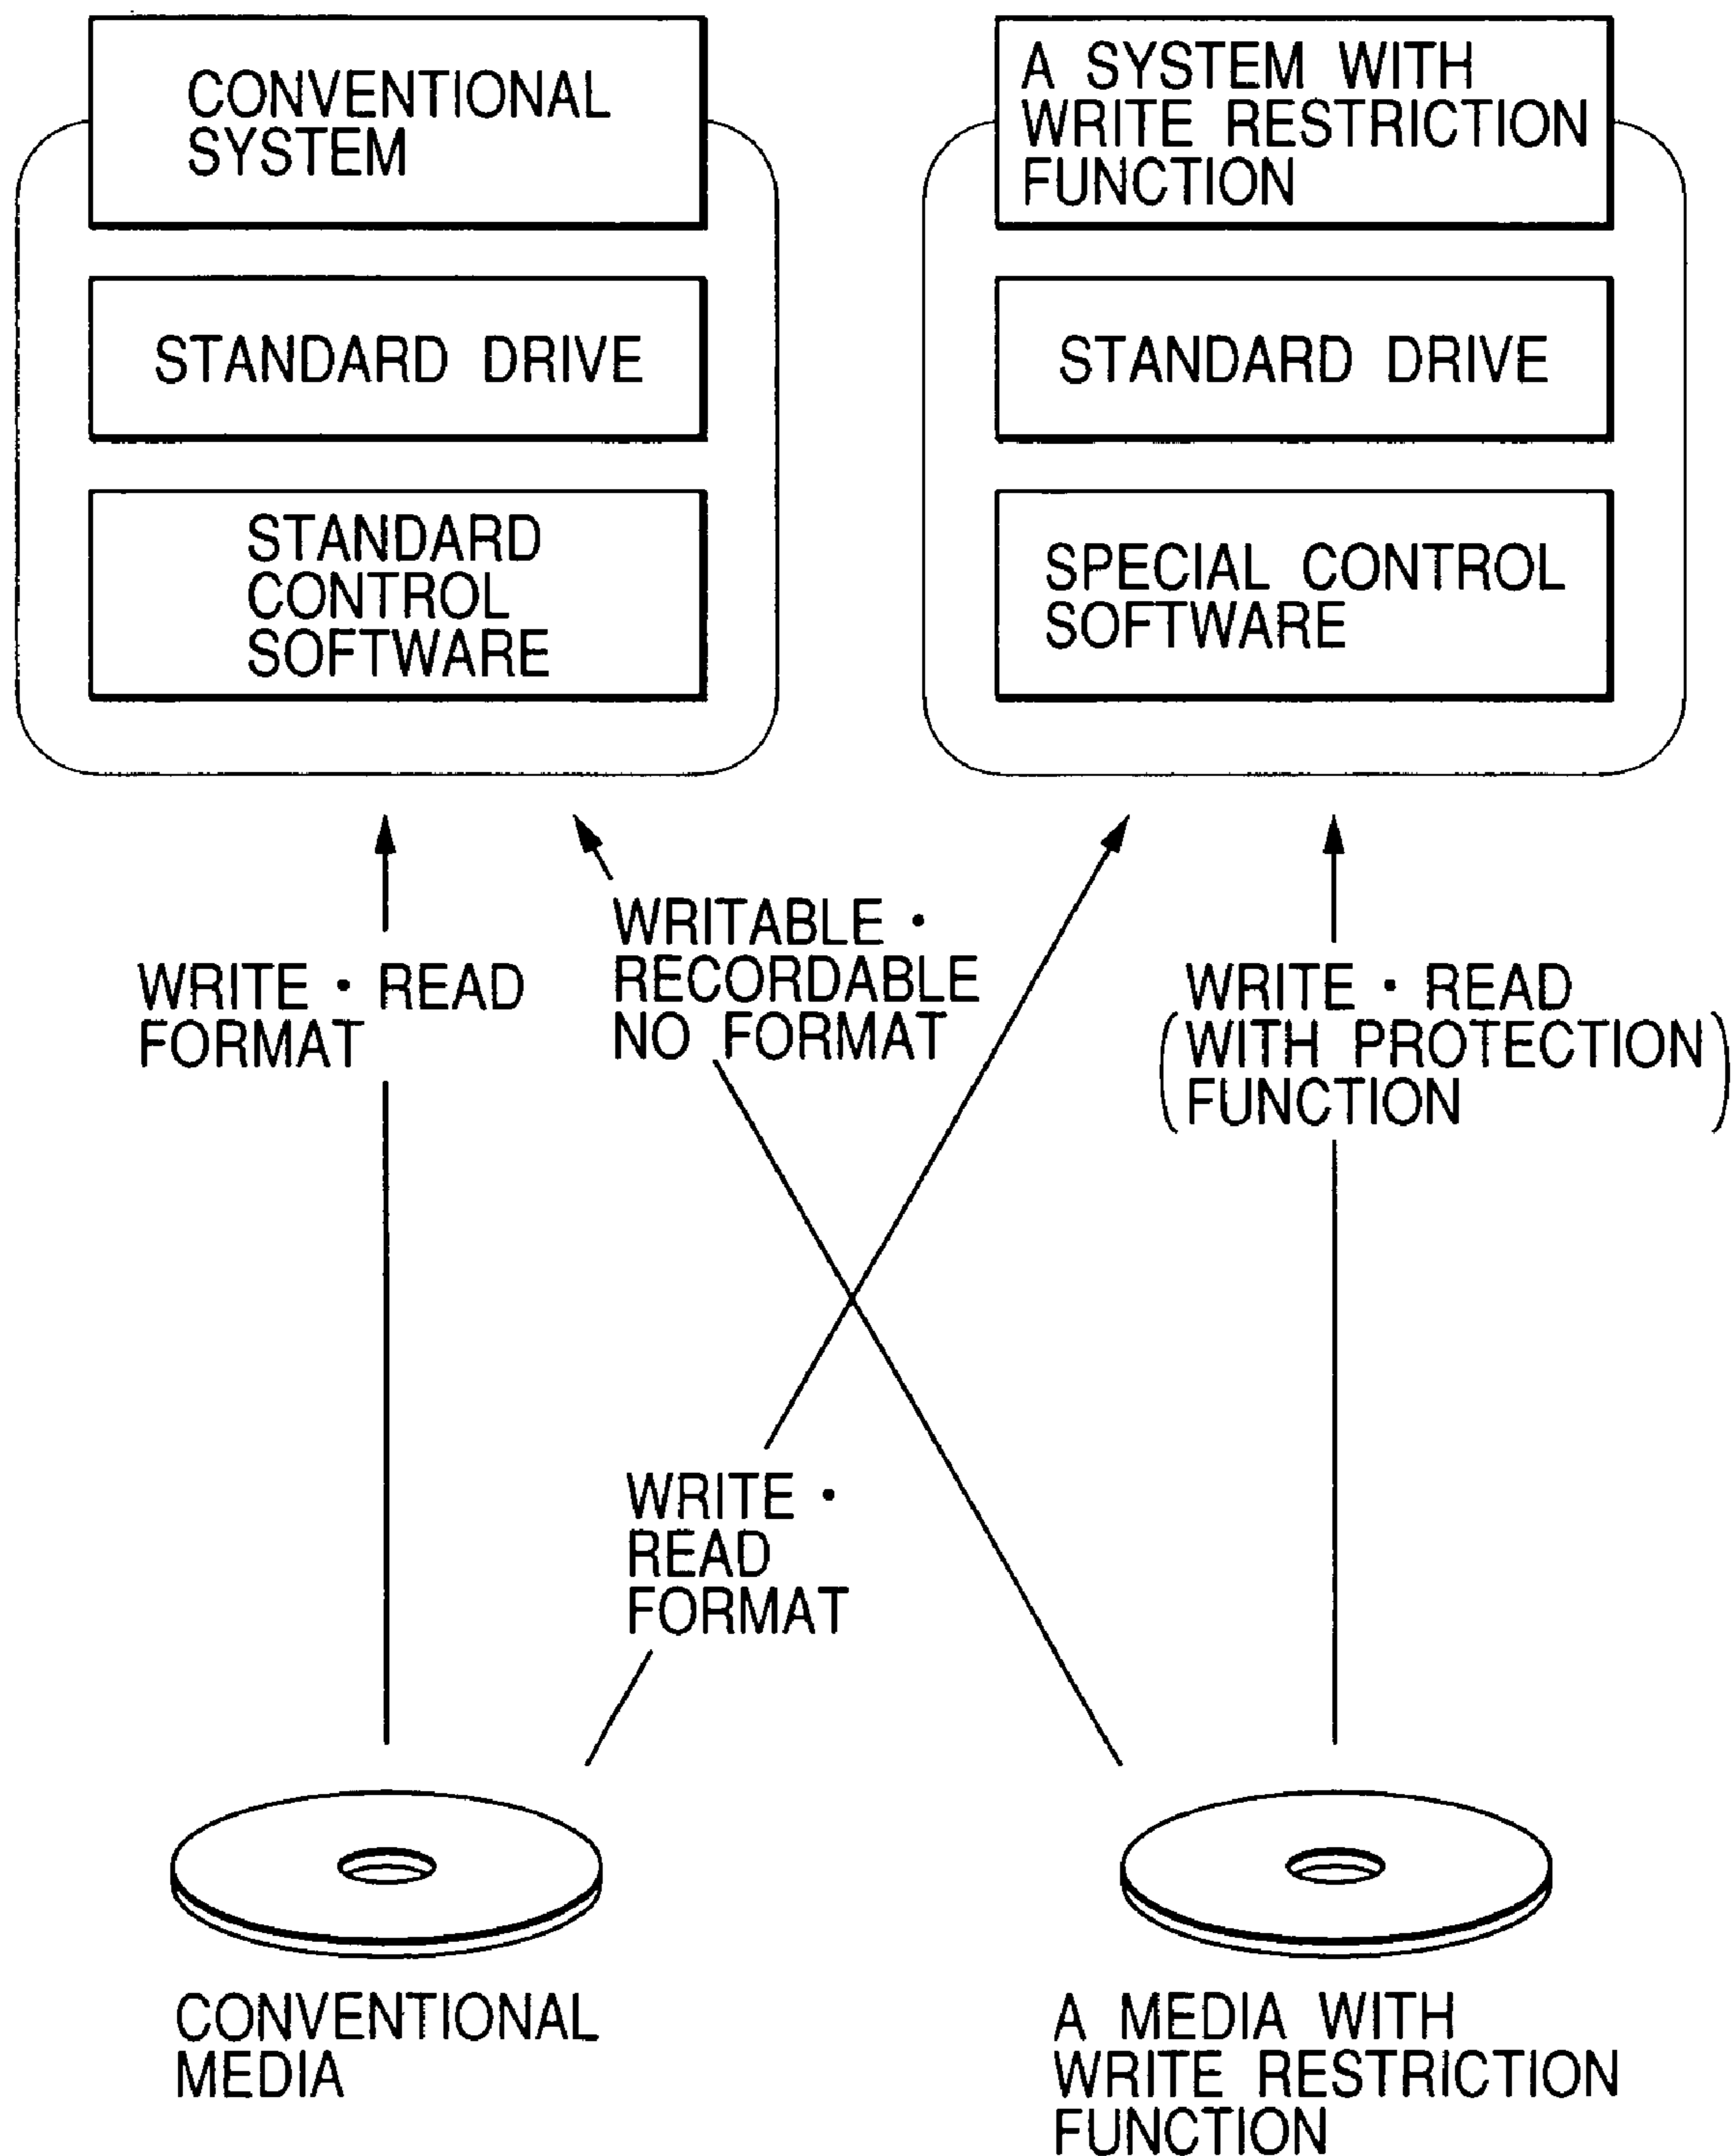 CONVENTIONAL
SYSTEM
STANDARD DRIVE
STANDARD
CONTROL
SOFTWARE
A SYSTEM WITH
WRITE RESTRICTION
FUNCTION
STANDARD DRIVE
SPECIAL CONTROL
SOFTWARE
WRITE・READ
FORMAT
WRITABLE・
RECORDABLE
NO FORMAT
WRITE・READ
(WITH PROTECTION
FUNCTION)
WRITE・
READ
FORMAT
CONVENTIONAL
MEDIA
A MEDIA WITH
WRITE RESTRICTION
FUNCTION